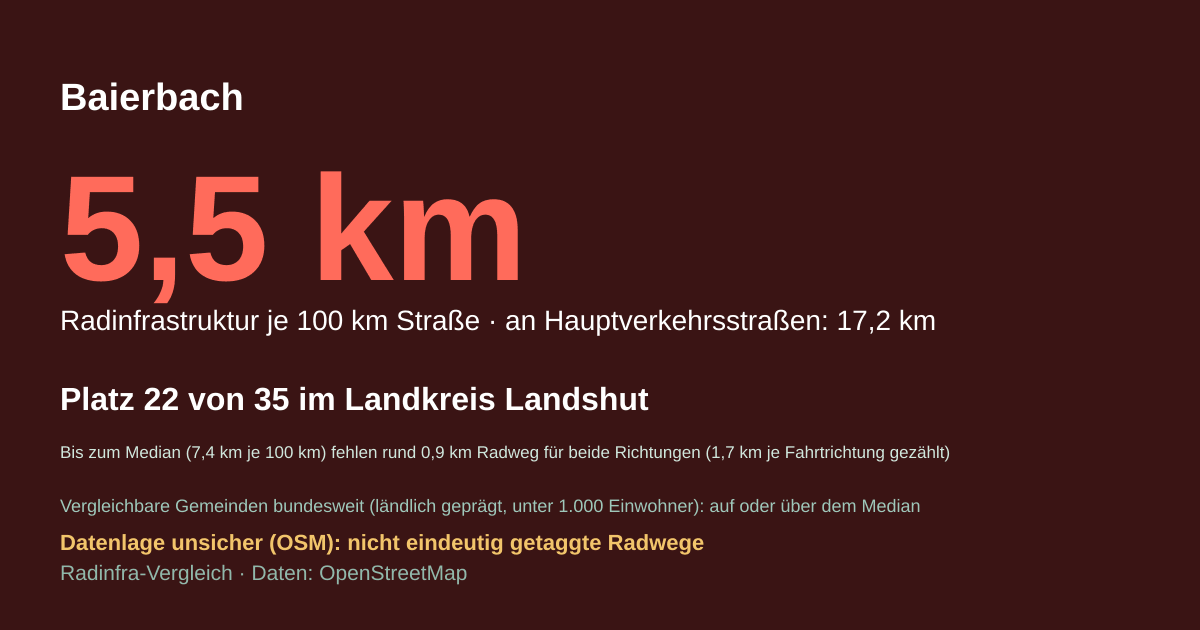 Baierbach
5,5 km
Radinfrastruktur je 100 km Straße · an Hauptverkehrsstraßen: 17,2 km
Platz 22 von 35 im Landkreis Landshut
Bis zum Median (7,4 km je 100 km) fehlen rund 0,9 km Radweg für beide Richtungen (1,7 km je Fahrtrichtung gezählt)
Vergleichbare Gemeinden bundesweit (ländlich geprägt, unter 1.000 Einwohner): auf oder über dem Median
Datenlage unsicher (OSM): nicht eindeutig getaggte Radwege
Radinfra-Vergleich · Daten: OpenStreetMap